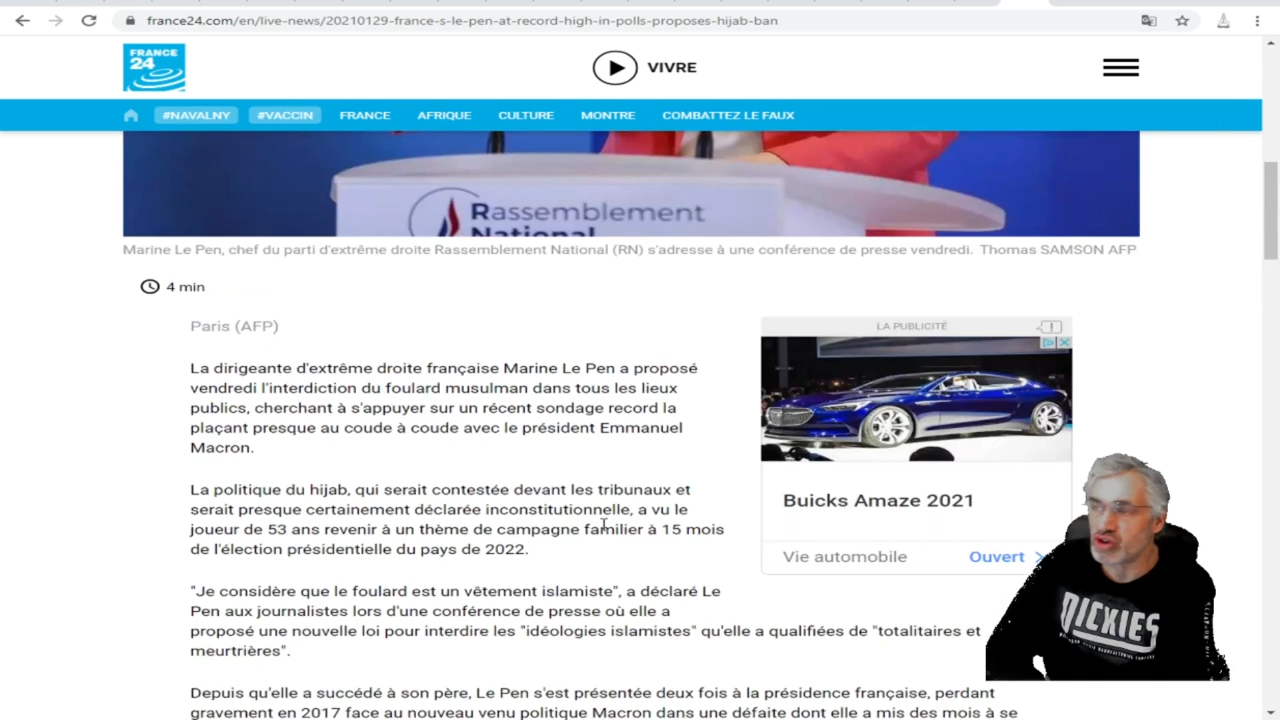 france24.com/en/live-news/20210129-france-s-le-pen-at-record-high-in-polls-proposes-hijab-ban
FRANCE
24
VIVRE
#NAVALNY #VACCIN FRANCE AFRIQUE CULTURE MONTRE COMBATTEZ LE FAUX
Rassemblement
National
Marine Le Pen, chef du parti d'extrême droite Rassemblement National (RN) s'adresse à une conférence de presse vendredi. Thomas SAMSON AFP
4 min
Paris (AFP)
La dirigeante d'extrême droite française Marine Le Pen a proposé
vendredi l'interdiction du foulard musulman dans tous les lieux
publics, cherchant à s'appuyer sur un récent sondage record la
plaçant presque au coude à coude avec le président Emmanuel
Macron.
La politique du hijab, qui serait contestée devant les tribunaux et
serait presque certainement déclarée inconstitutionnelle, a vu le
joueur de 53 ans revenir à un thème de campagne familier à 15 mois
de l'élection présidentielle du pays de 2022.
"Je considère que le foulard est un vêtement islamiste", a déclaré Le
Pen aux journalistes lors d'une conférence de presse où elle a
proposé une nouvelle loi pour interdire les "idéologies islamistes" qu'elle a qualifiées de "totalitaires et
meurtrières".
Depuis qu'elle a succédé à son père, Le Pen s'est présentée deux fois à la présidence française, perdant
gravement en 2017 face au nouveau venu politique Macron dans une défaite dont elle a mis des mois à se
LA PUBLICITÉ
Buicks Amaze 2021
Vie automobile Ouvert
DICKIES